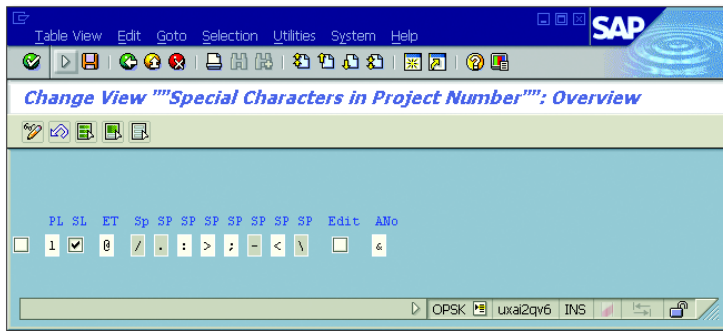 SAP
Table View Edit Goto Selection Utilities System Help
Change View ""Special Characters in Project Number"": Overview
PL SL ET Sp SP SP SP SP SP SP SP Edit ANo
1 @ / . : > ; - < \ &
OPSK uxai2qv6 INS